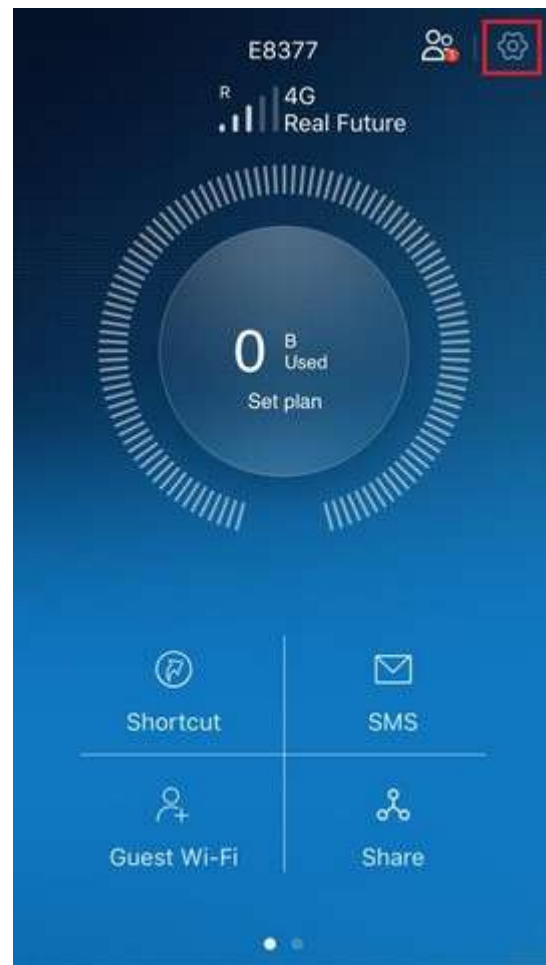 E8377
R
4G
Real Future
0 B
Used
Set plan
Shortcut
SMS
Guest Wi-Fi
Share